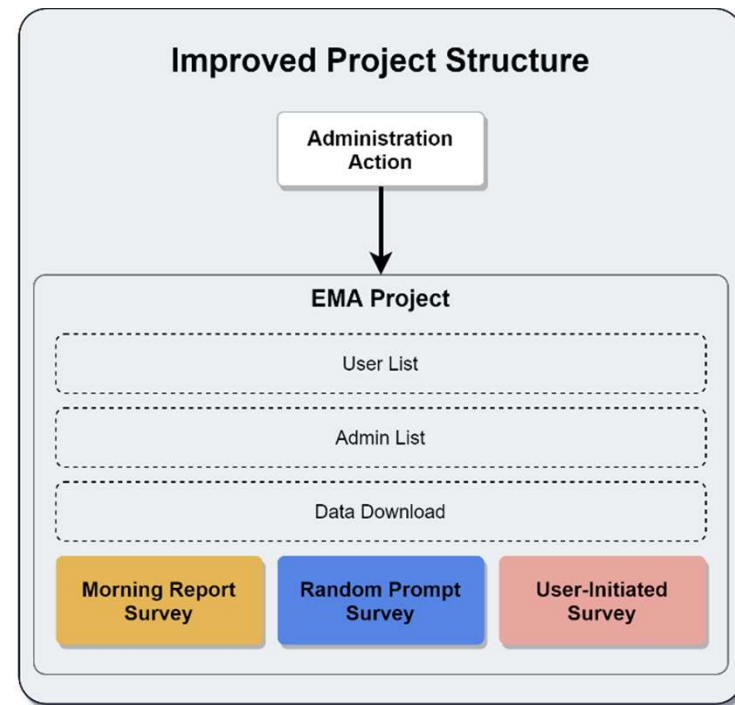 Improved Project Structure
Administration
Action
EMA Project
User List
Admin List
Data Download
Morning Report
Survey
Random Prompt
Survey
User-Initiated
Survey